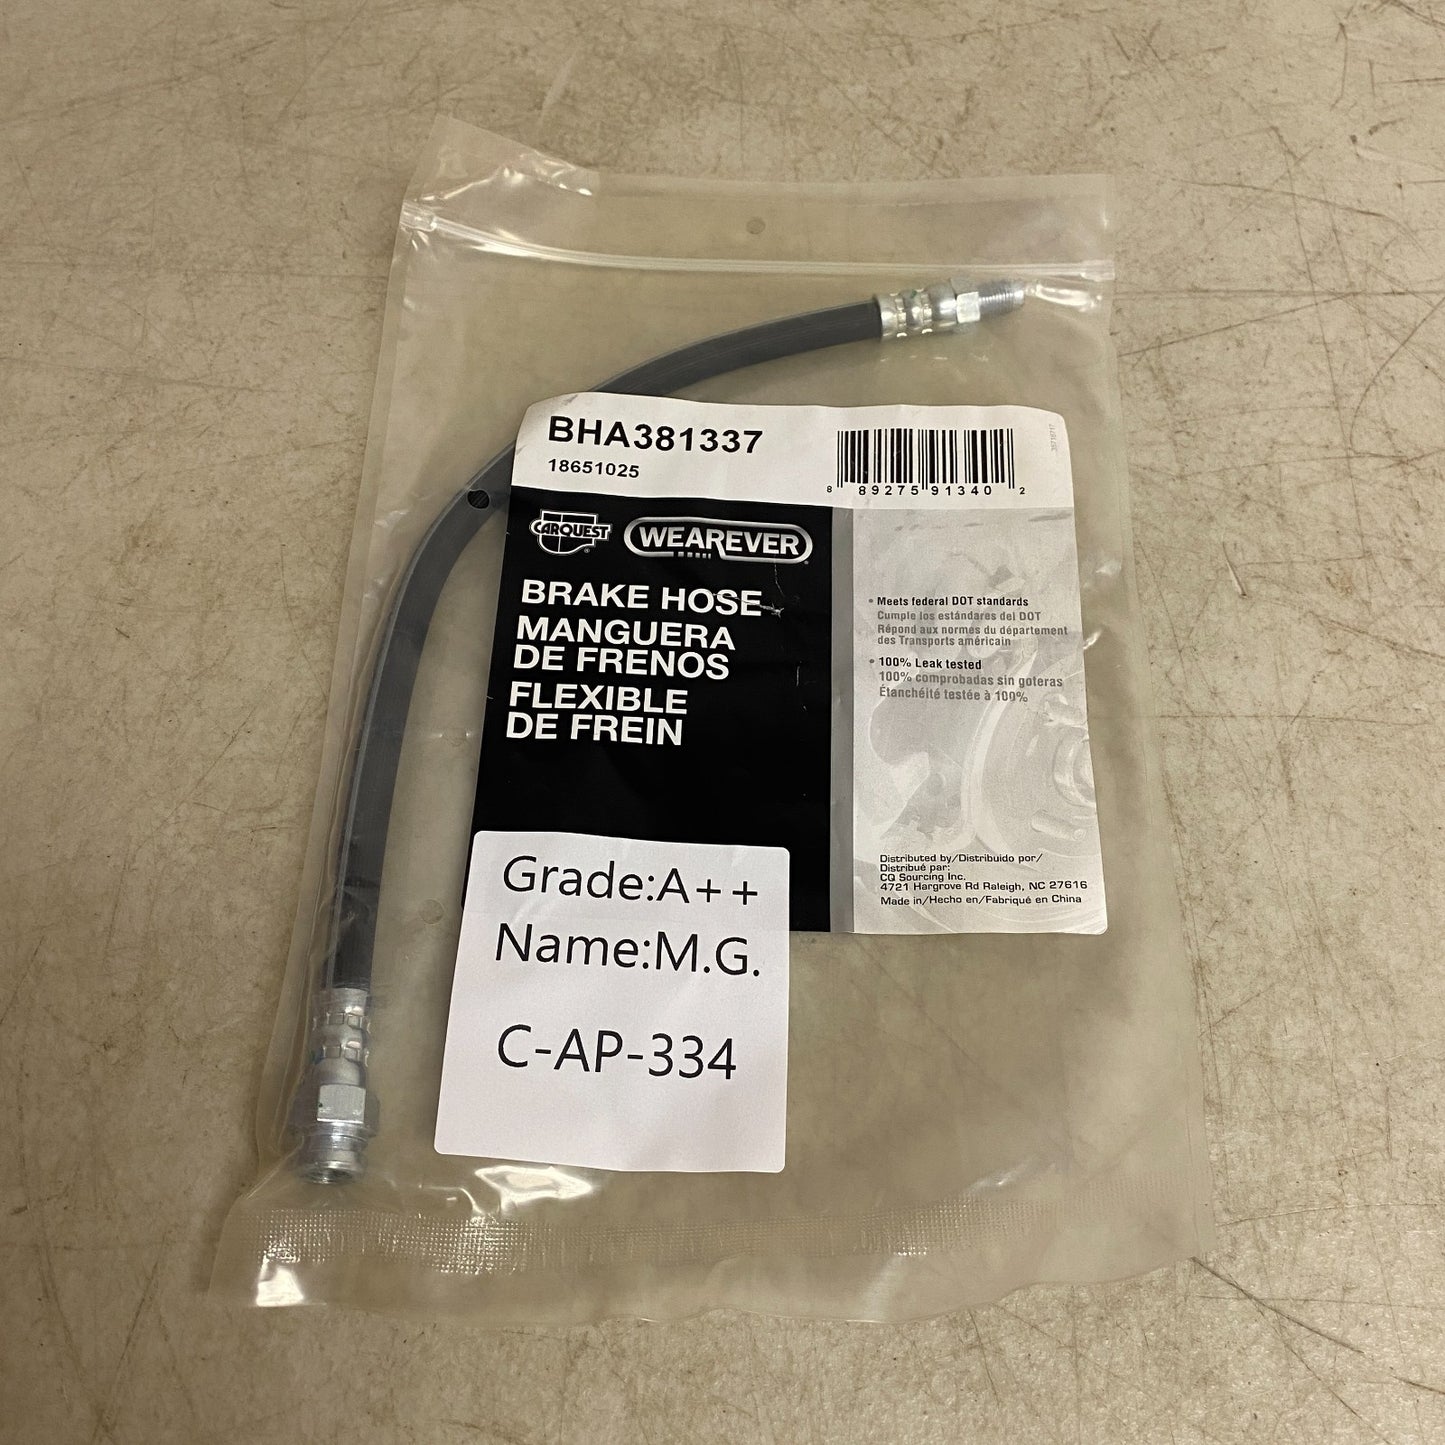 BHA381337
18651025
8 89275 91340 2
CARQUEST
WEAREVER
BRAKE HOSE
MANGUERA
DE FRENOS
FLEXIBLE
DE FREIN
• Meets federal DOT standards
Cumple los estándares del DOT
Répond aux normes du département
des Transports américain
• 100% Leak tested
100% comprobadas sin goteras
Étanchéité testée à 100%
Distributed by/Distribuido por/
Distribué par:
CQ Sourcing Inc.
4721 Hargrove Rd Raleigh, NC 27616
Made in/Hecho en/Fabriqué en China
Grade:A++
Name:M.G.
C-AP-334